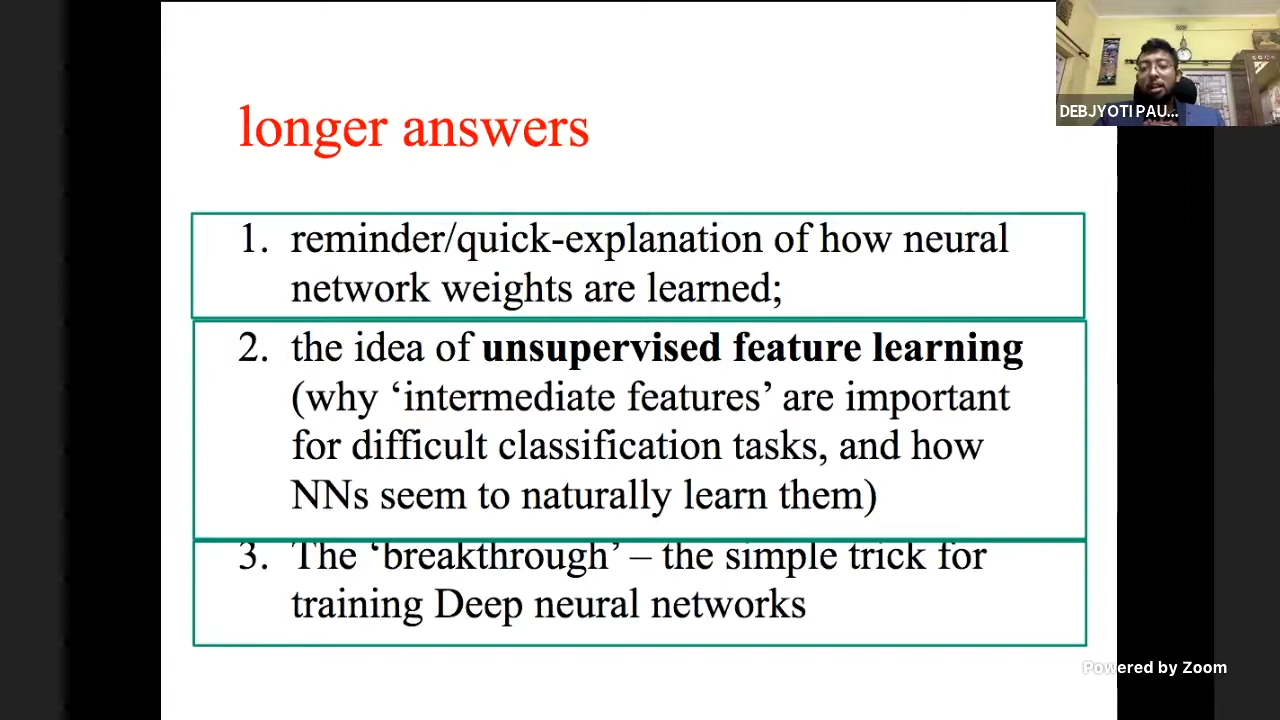 longer answers
DEBJYOTI PAU...
1. reminder/quick-explanation of how neural
network weights are learned;
2. the idea of unsupervised feature learning
(why ‘intermediate features’ are important
for difficult classification tasks, and how
NNs seem to naturally learn them)
3. The ‘breakthrough’ – the simple trick for
training Deep neural networks
Powered by Zoom